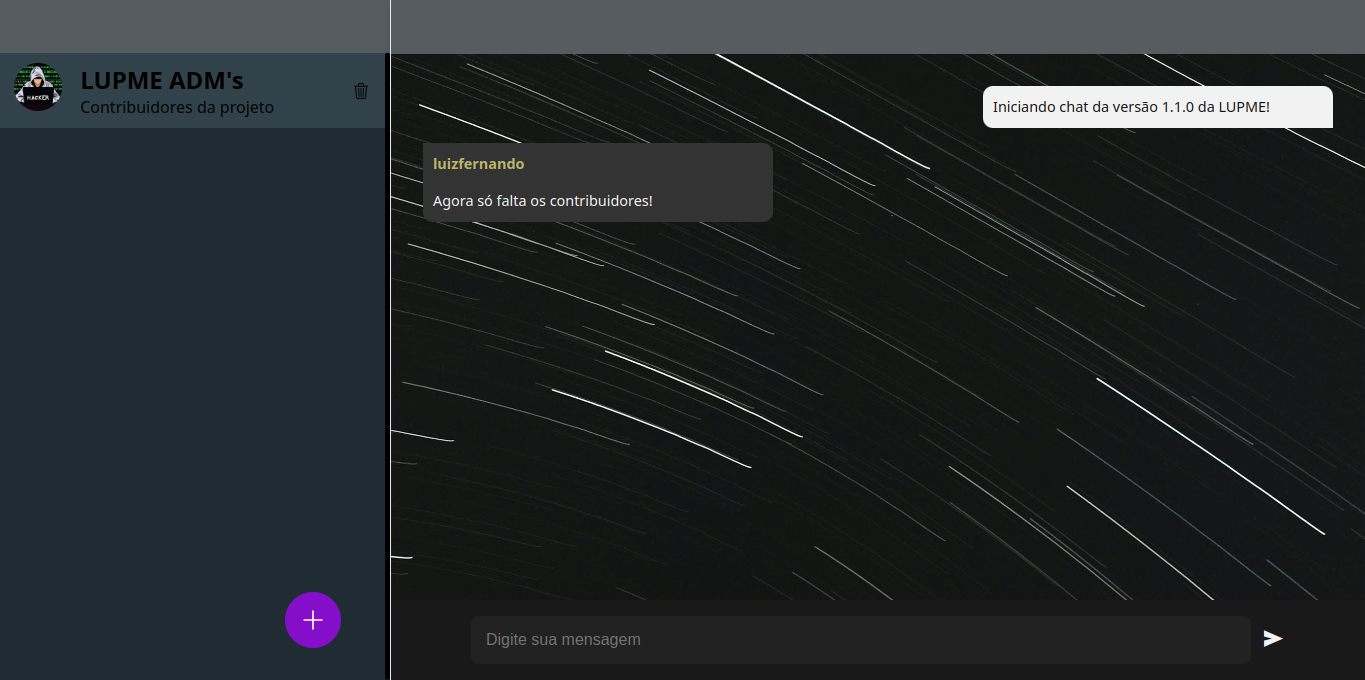 LUPME ADM's
Contribuidores da projeto
HACKER
Iniciando chat da versão 1.1.0 da LUPME!
luizfernando
Agora só falta os contribuidores!
Digite sua mensagem